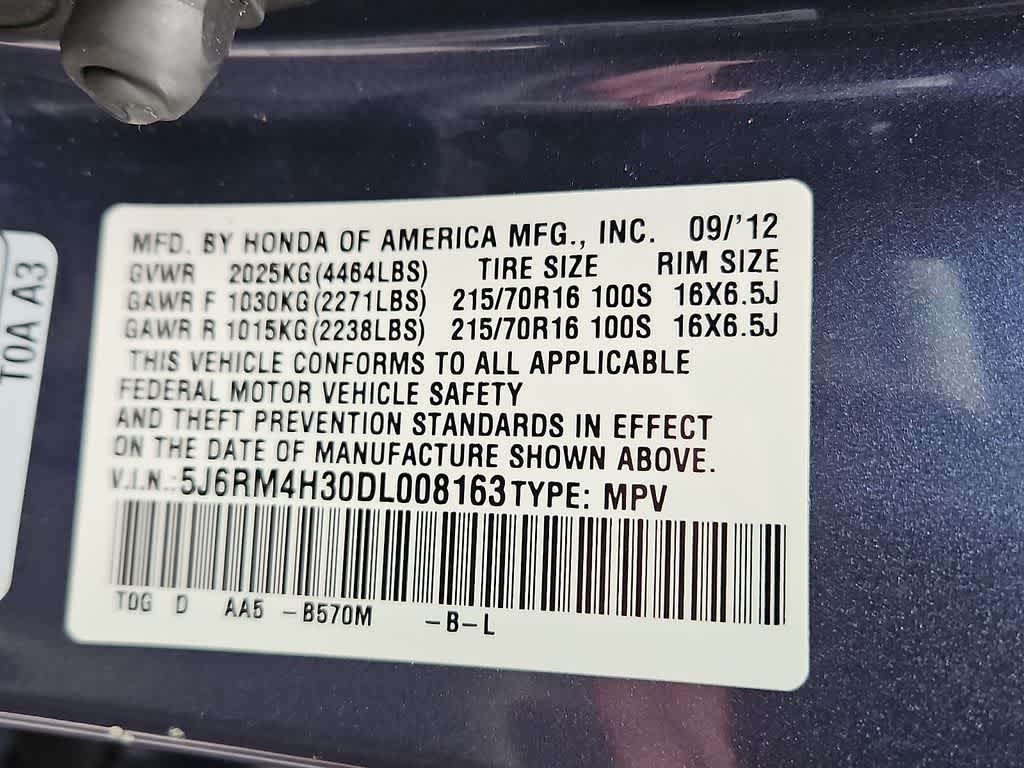 MFD. BY HONDA OF AMERICA MFG., INC. 09/'12
GVWR 2025KG(4464LBS) TIRE SIZE RIM SIZE
GAWR F 1030KG(2271LBS) 215/70R16 100S 16X6.5J
GAWR R 1015KG(2238LBS) 215/70R16 100S 16X6.5J
THIS VEHICLE CONFORMS TO ALL APPLICABLE
FEDERAL MOTOR VEHICLE SAFETY
AND THEFT PREVENTION STANDARDS IN EFFECT
ON THE DATE OF MANUFACTURE SHOWN ABOVE.
V.I.N.:5J6RM4H30DL008163 TYPE: MPV
T0G D AA5 -B570M -B-L
T0A A3